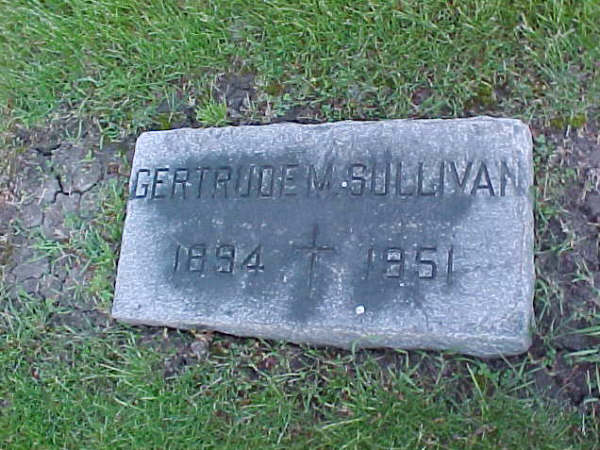 GERTRUDE M. SULLIVAN
1894 † 1951